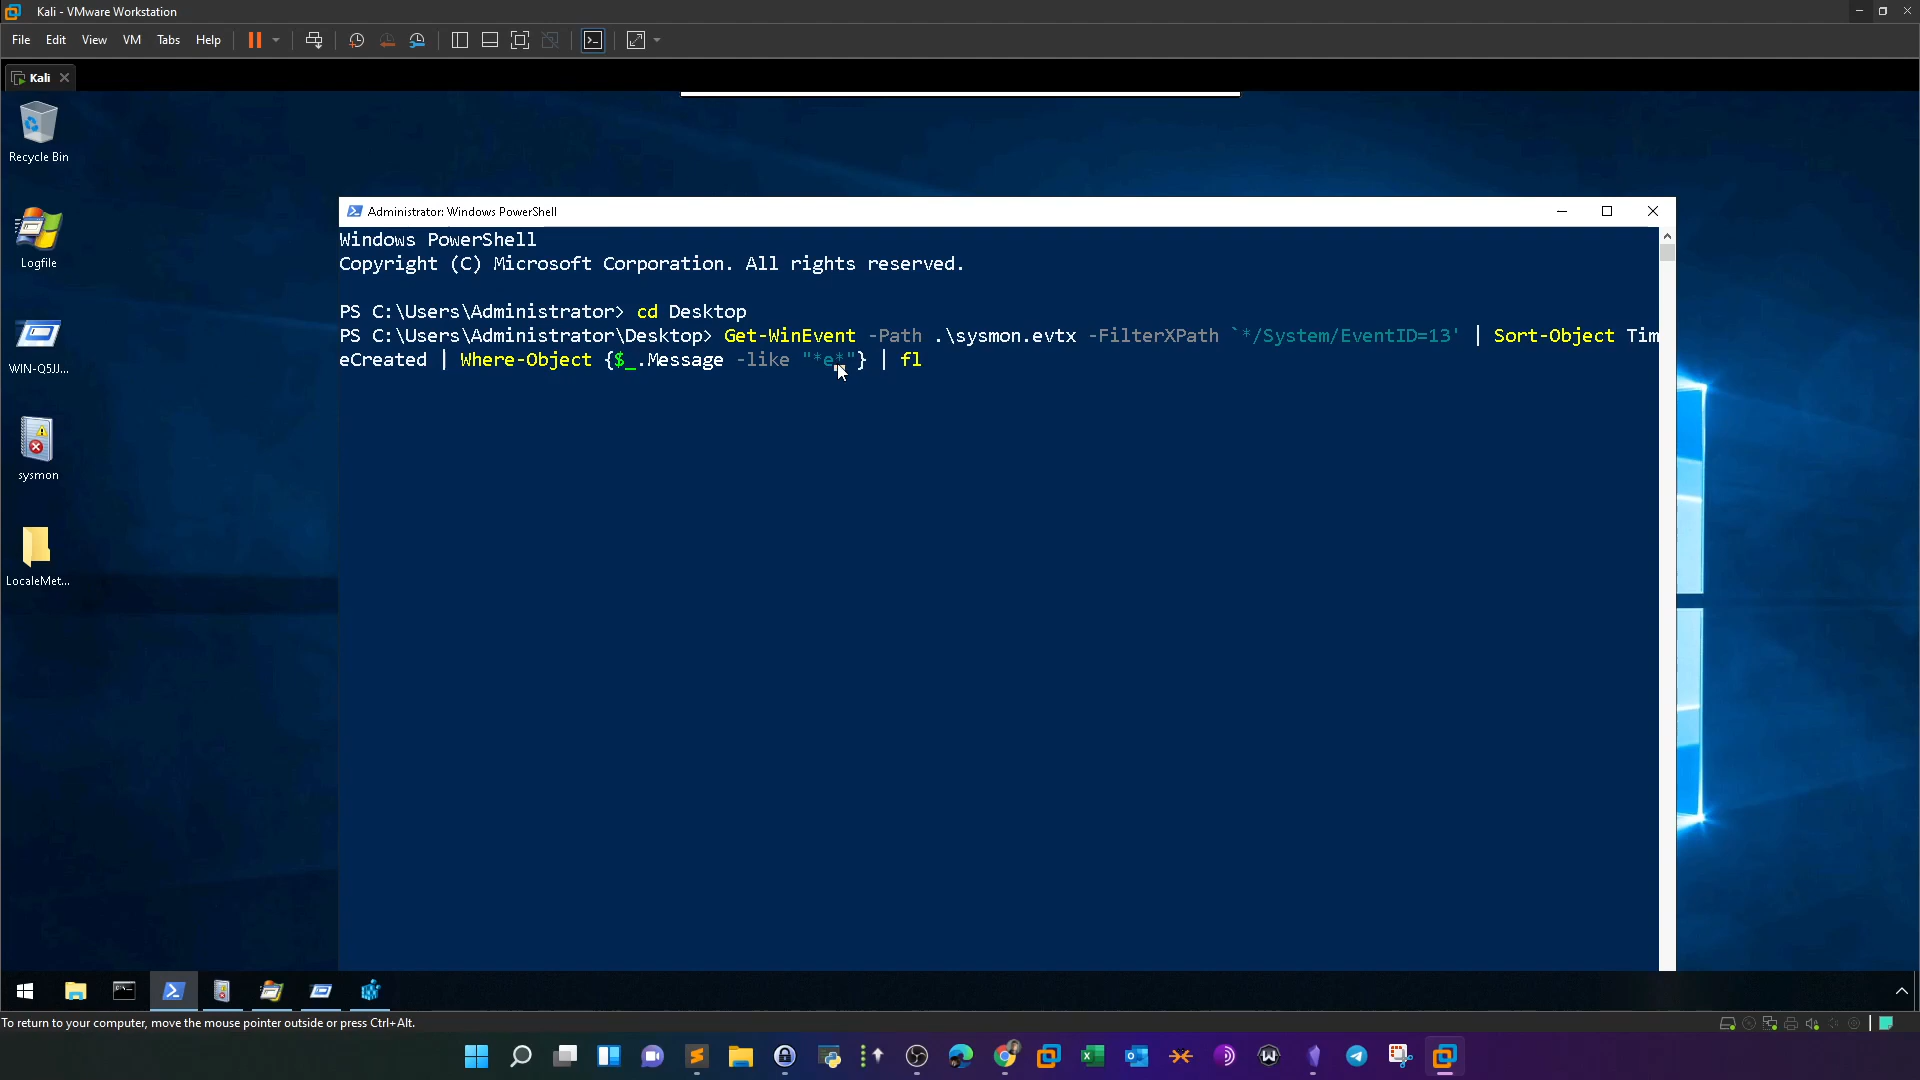 Kali - VMware Workstation
File Edit View VM Tabs Help
Kali
Recycle Bin
Logfile
WIN-Q5JJ...
sysmon
LocaleMet...
Administrator: Windows PowerShell
Windows PowerShell
Copyright (C) Microsoft Corporation. All rights reserved.
PS C:\Users\Administrator> cd Desktop
PS C:\Users\Administrator\Desktop> Get-WinEvent -Path .\sysmon.evtx -FilterXPath `*/System/EventID=13' | Sort-Object Tim
eCreated | Where-Object {$_.Message -like "*e*"} | fl
To return to your computer, move the mouse pointer outside or press Ctrl+Alt.